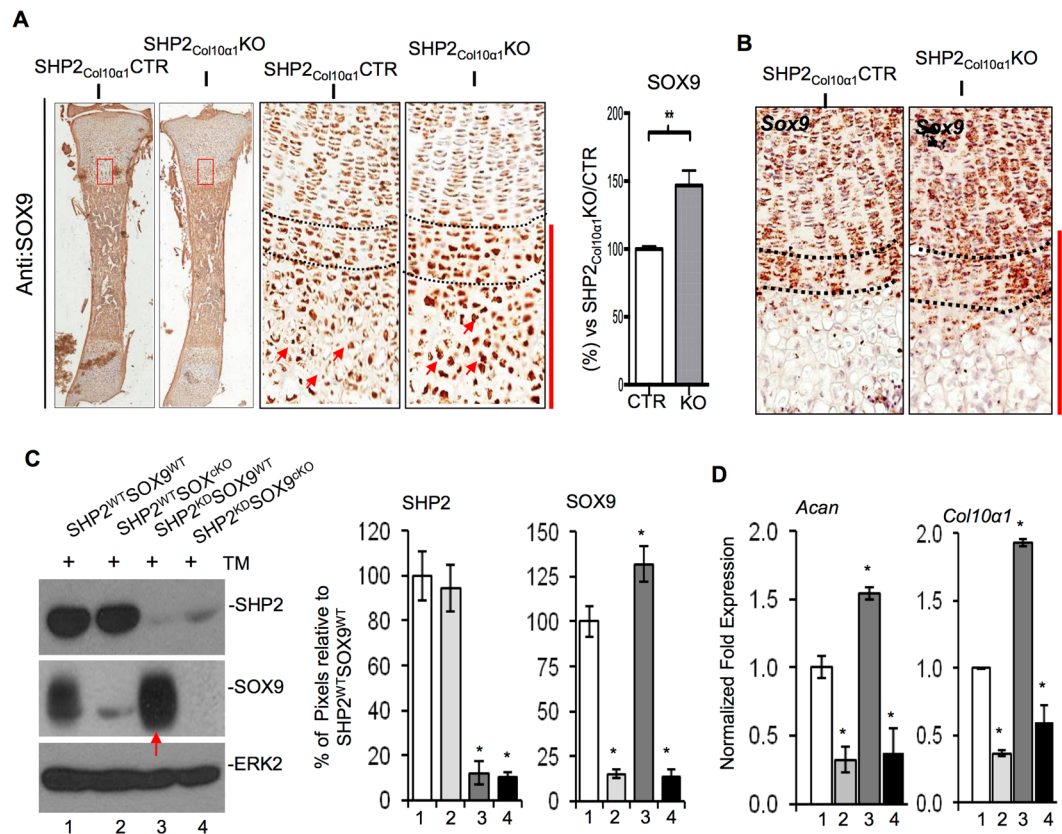 A
SHP2Col10α1CTR
SHP2Col10α1KO
SHP2Col10α1CTR
SHP2Col10α1KO
Anti:SOX9
SOX9
**
(%) vs SHP2Col10α1KO/CTR
200
150
100
50
0
CTR
KO
B
SHP2Col10α1CTR
SHP2Col10α1KO
Sox9
Sox9
C
SHP2WTSOX9WT
SHP2WTSOXcKO
SHP2KDSOX9WT
SHP2KDSOX9cKO
+ + + + TM
-SHP2
-SOX9
-ERK2
1 2 3 4
% of Pixels relative to
SHP2WTSOX9WT
SHP2
120
100
80
60
40
20
0
* *
1 2 3 4
SOX9
150
125
100
75
50
25
0
* * *
1 2 3 4
D
Normalized Fold Expression
Acan
2.0
1.5
1.0
0.5
0.0
* * *
1 2 3 4
Col10α1
2.0
1.5
1.0
0.5
0.0
* * *
1 2 3 4